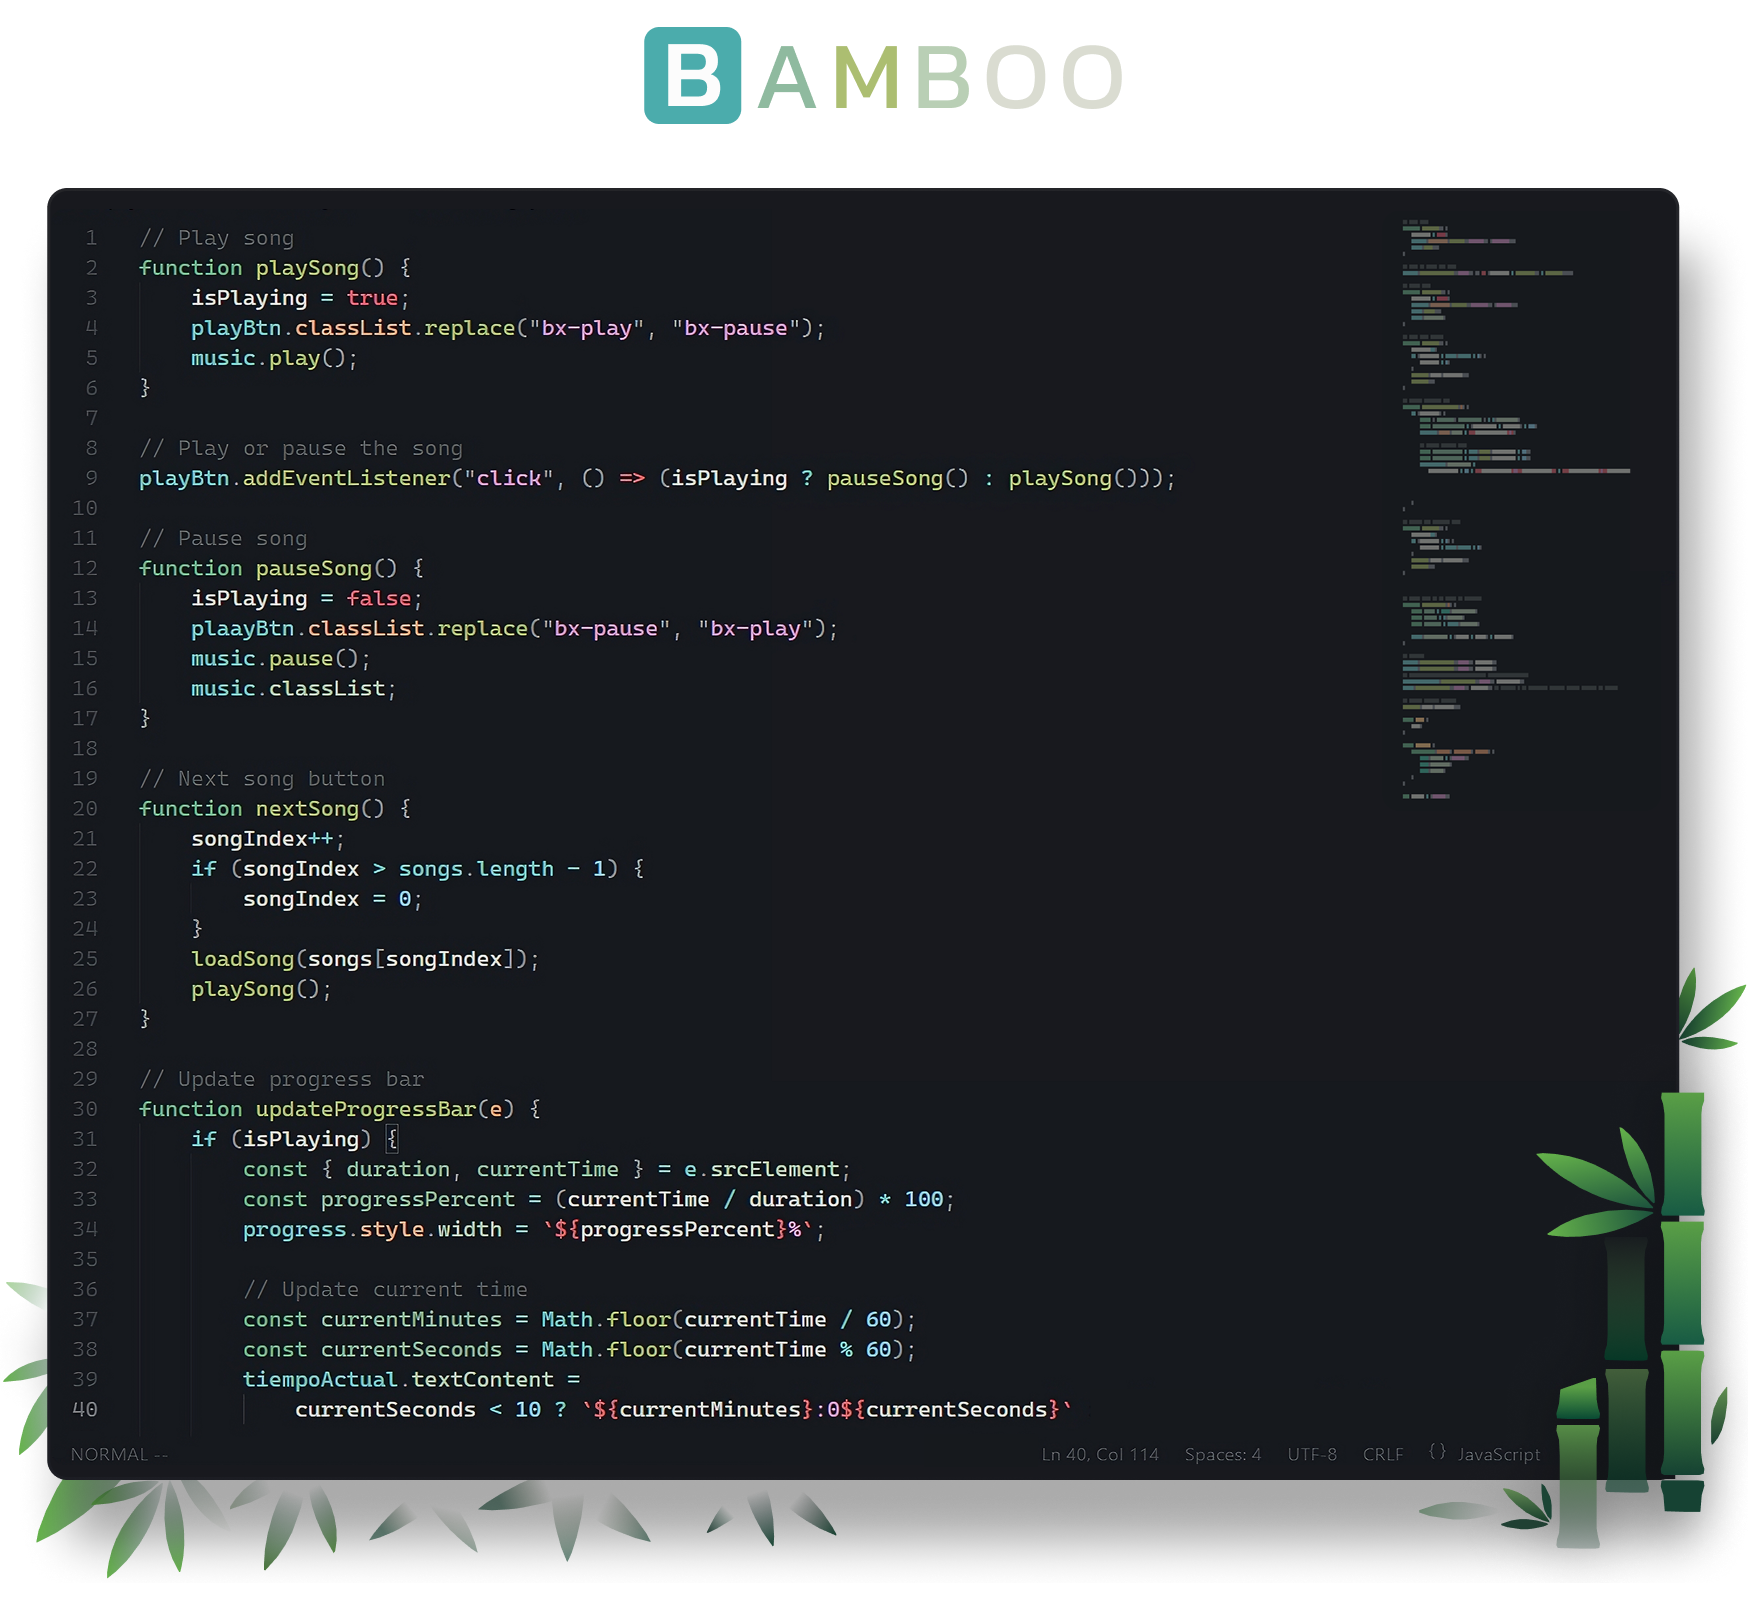 BAMBOO
1 // Play song
2 function playSong() {
3     isPlaying = true;
4     playBtn.classList.replace("bx-play", "bx-pause");
5     music.play();
6 }
7
8 // Play or pause the song
9 playBtn.addEventListener("click", () => (isPlaying ? pauseSong() : playSong()));
10
11 // Pause song
12 function pauseSong() {
13     isPlaying = false;
14     plaayBtn.classList.replace("bx-pause", "bx-play");
15     music.pause();
16     music.classList;
17 }
18
19 // Next song button
20 function nextSong() {
21     songIndex++;
22     if (songIndex > songs.length - 1) {
23         songIndex = 0;
24     }
25     loadSong(songs[songIndex]);
26     playSong();
27 }
28
29 // Update progress bar
30 function updateProgressBar(e) {
31     if (isPlaying) {
32         const { duration, currentTime } = e.srcElement;
33         const progressPercent = (currentTime / duration) * 100;
34         progress.style.width = `${progressPercent}%`;
35
36         // Update current time
37         const currentMinutes = Math.floor(currentTime / 60);
38         const currentSeconds = Math.floor(currentTime % 60);
39         tiempoActual.textContent =
40             currentSeconds < 10 ? `${currentMinutes}:0${currentSeconds}`
NORMAL -- Ln 40, Col 114 Spaces: 4 UTF-8 CRLF {} JavaScript